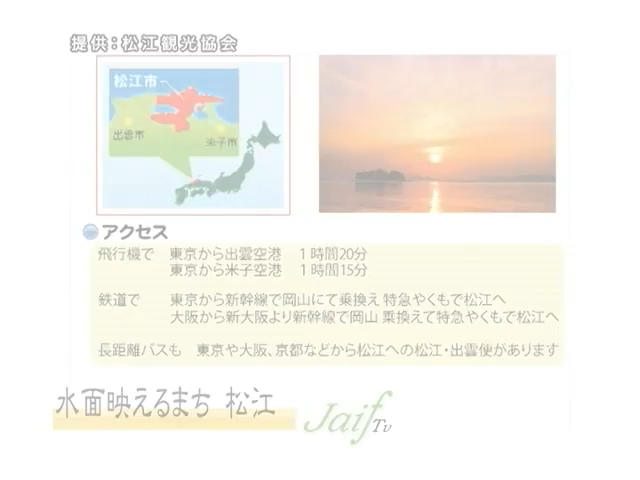 提供：松江観光協会
松江市
出雲市
米子市
アクセス
飛行機で 東京から出雲空港 1時間20分
東京から米子空港 1時間15分
鉄道で 東京から新幹線で岡山にて乗換え 特急やくもで松江へ
大阪から新大阪より新幹線で岡山 乗換えて特急やくもで松江へ
長距離バスも 東京や大阪、京都などから松江への松江・出雲便があります
水面映えるまち 松江
Jaif Tv